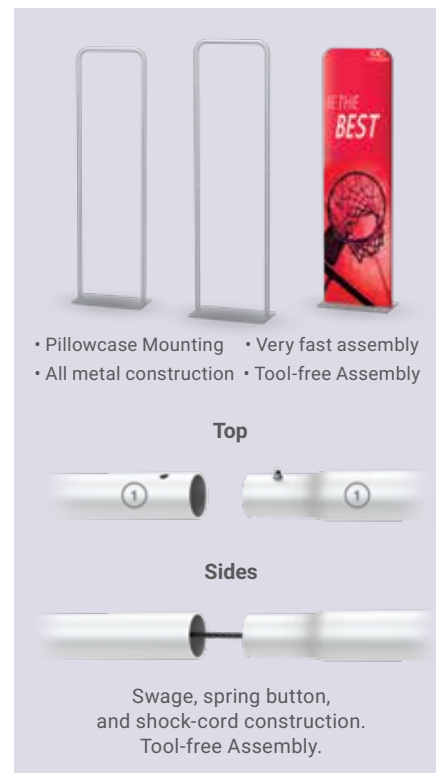 THE
BEST
• Pillowcase Mounting • Very fast assembly
• All metal construction • Tool-free Assembly
Top
1 1
Sides
Swage, spring button,
and shock-cord construction.
Tool-free Assembly.